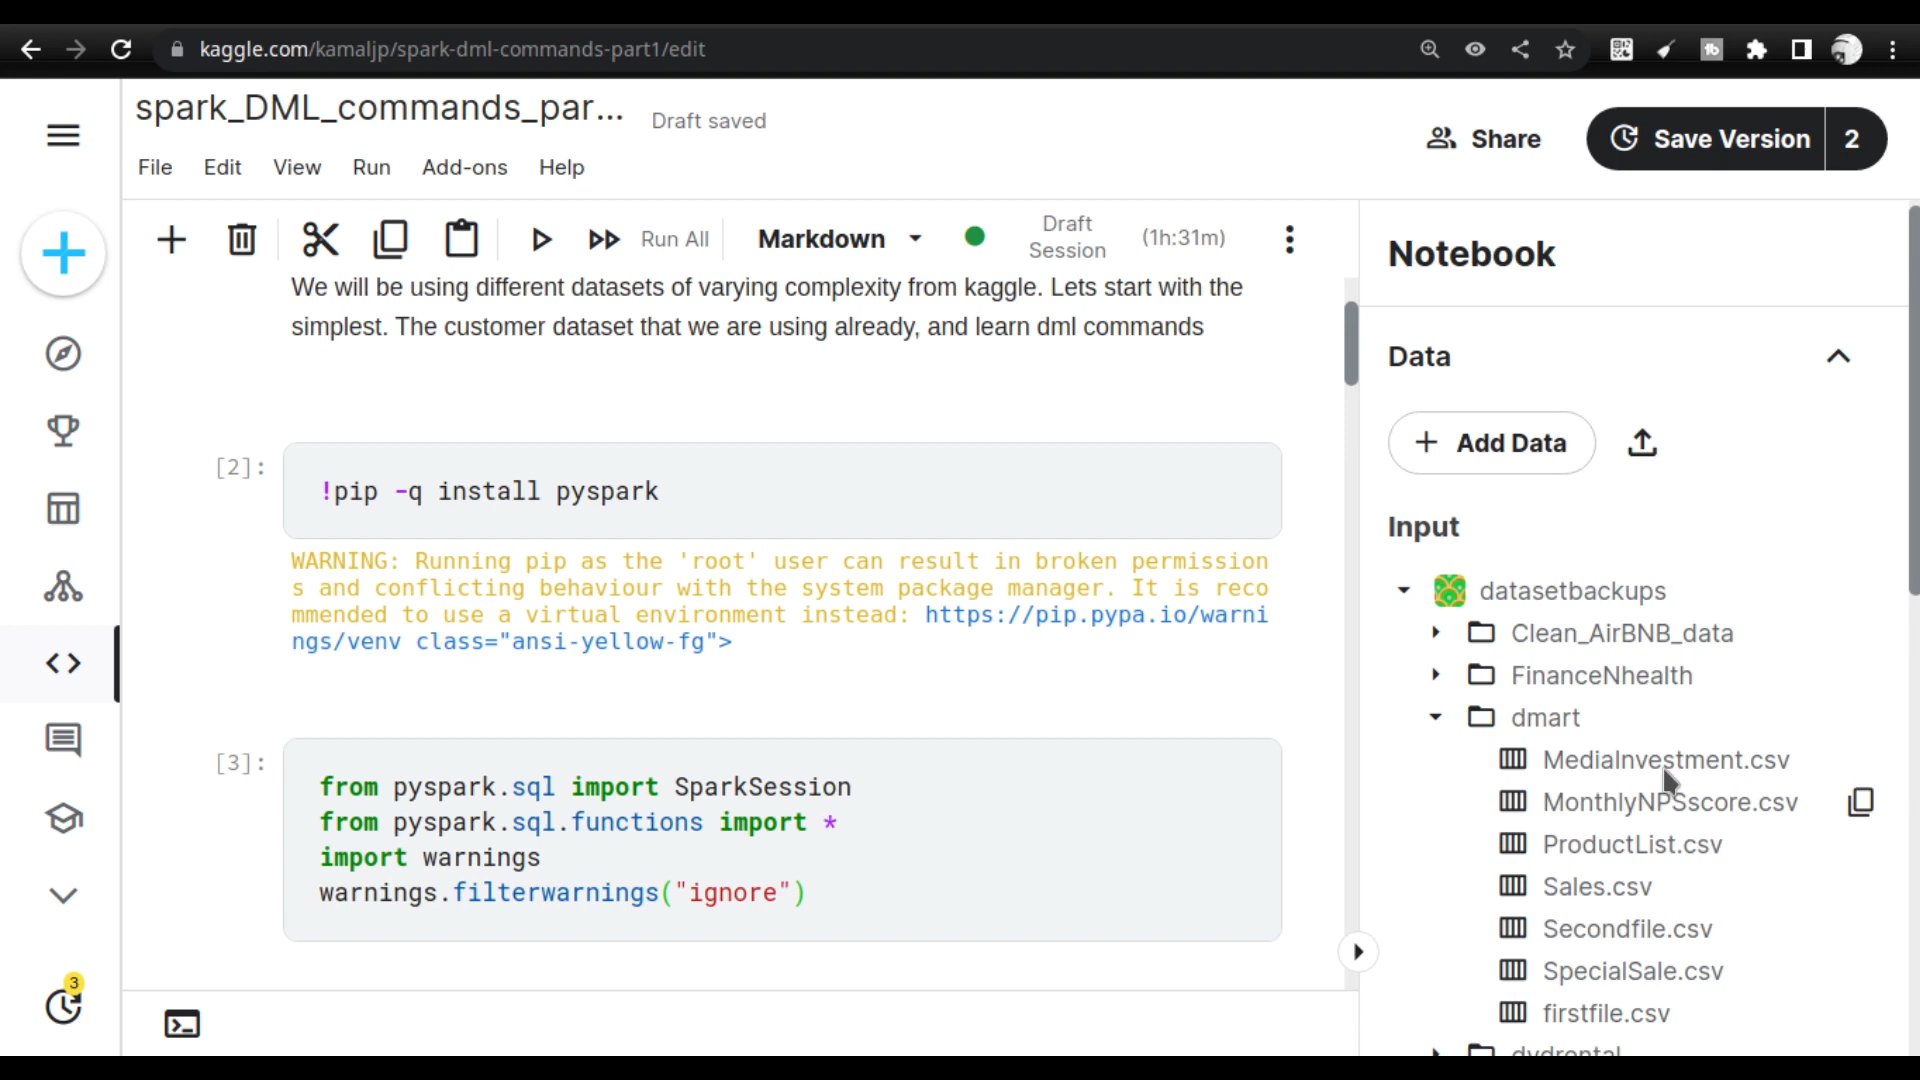 kaggle.com/kamaljp/spark-dml-commands-part1/edit
spark_DML_commands_par...
Draft saved
File Edit View Run Add-ons Help
Share
Save Version 2
Run All
Markdown
Draft
Session
(1h:31m)
We will be using different datasets of varying complexity from kaggle. Lets start with the
simplest. The customer dataset that we are using already, and learn dml commands
[2]:
!pip -q install pyspark
WARNING: Running pip as the 'root' user can result in broken permission
s and conflicting behaviour with the system package manager. It is reco
mmended to use a virtual environment instead: https://pip.pypa.io/warni
ngs/venv class="ansi-yellow-fg">
[3]:
from pyspark.sql import SparkSession
from pyspark.sql.functions import *
import warnings
warnings.filterwarnings("ignore")
3
Notebook
Data
+ Add Data
Input
datasetbackups
Clean_AirBNB_data
FinanceNhealth
dmart
MediaInvestment.csv
MonthlyNPSscore.csv
ProductList.csv
Sales.csv
Secondfile.csv
SpecialSale.csv
firstfile.csv